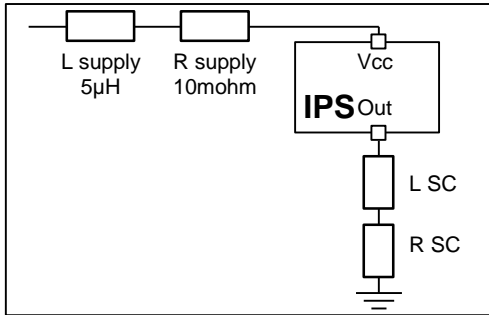 L supply
5µH
R supply
10mohm
Vcc
IPS Out
L SC
R SC